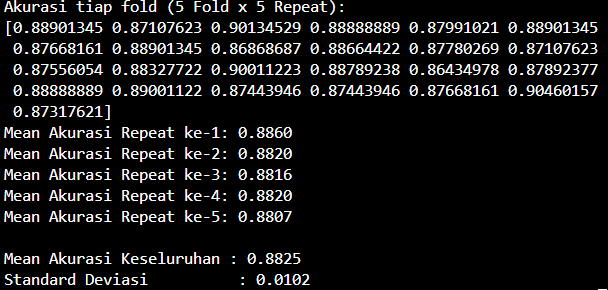 Akurasi tiap fold (5 Fold x 5 Repeat):
[0.88901345 0.87107623 0.90134529 0.88888889 0.87991021 0.88901345
0.87668161 0.88901345 0.86868687 0.88664422 0.87780269 0.87107623
0.87556054 0.88327722 0.90011223 0.88789238 0.86434978 0.87892377
0.88888889 0.89001122 0.87443946 0.87443946 0.87668161 0.90460157
0.87317621]
Mean Akurasi Repeat ke-1: 0.8860
Mean Akurasi Repeat ke-2: 0.8820
Mean Akurasi Repeat ke-3: 0.8816
Mean Akurasi Repeat ke-4: 0.8820
Mean Akurasi Repeat ke-5: 0.8807
Mean Akurasi Keseluruhan : 0.8825
Standard Deviasi : 0.0102